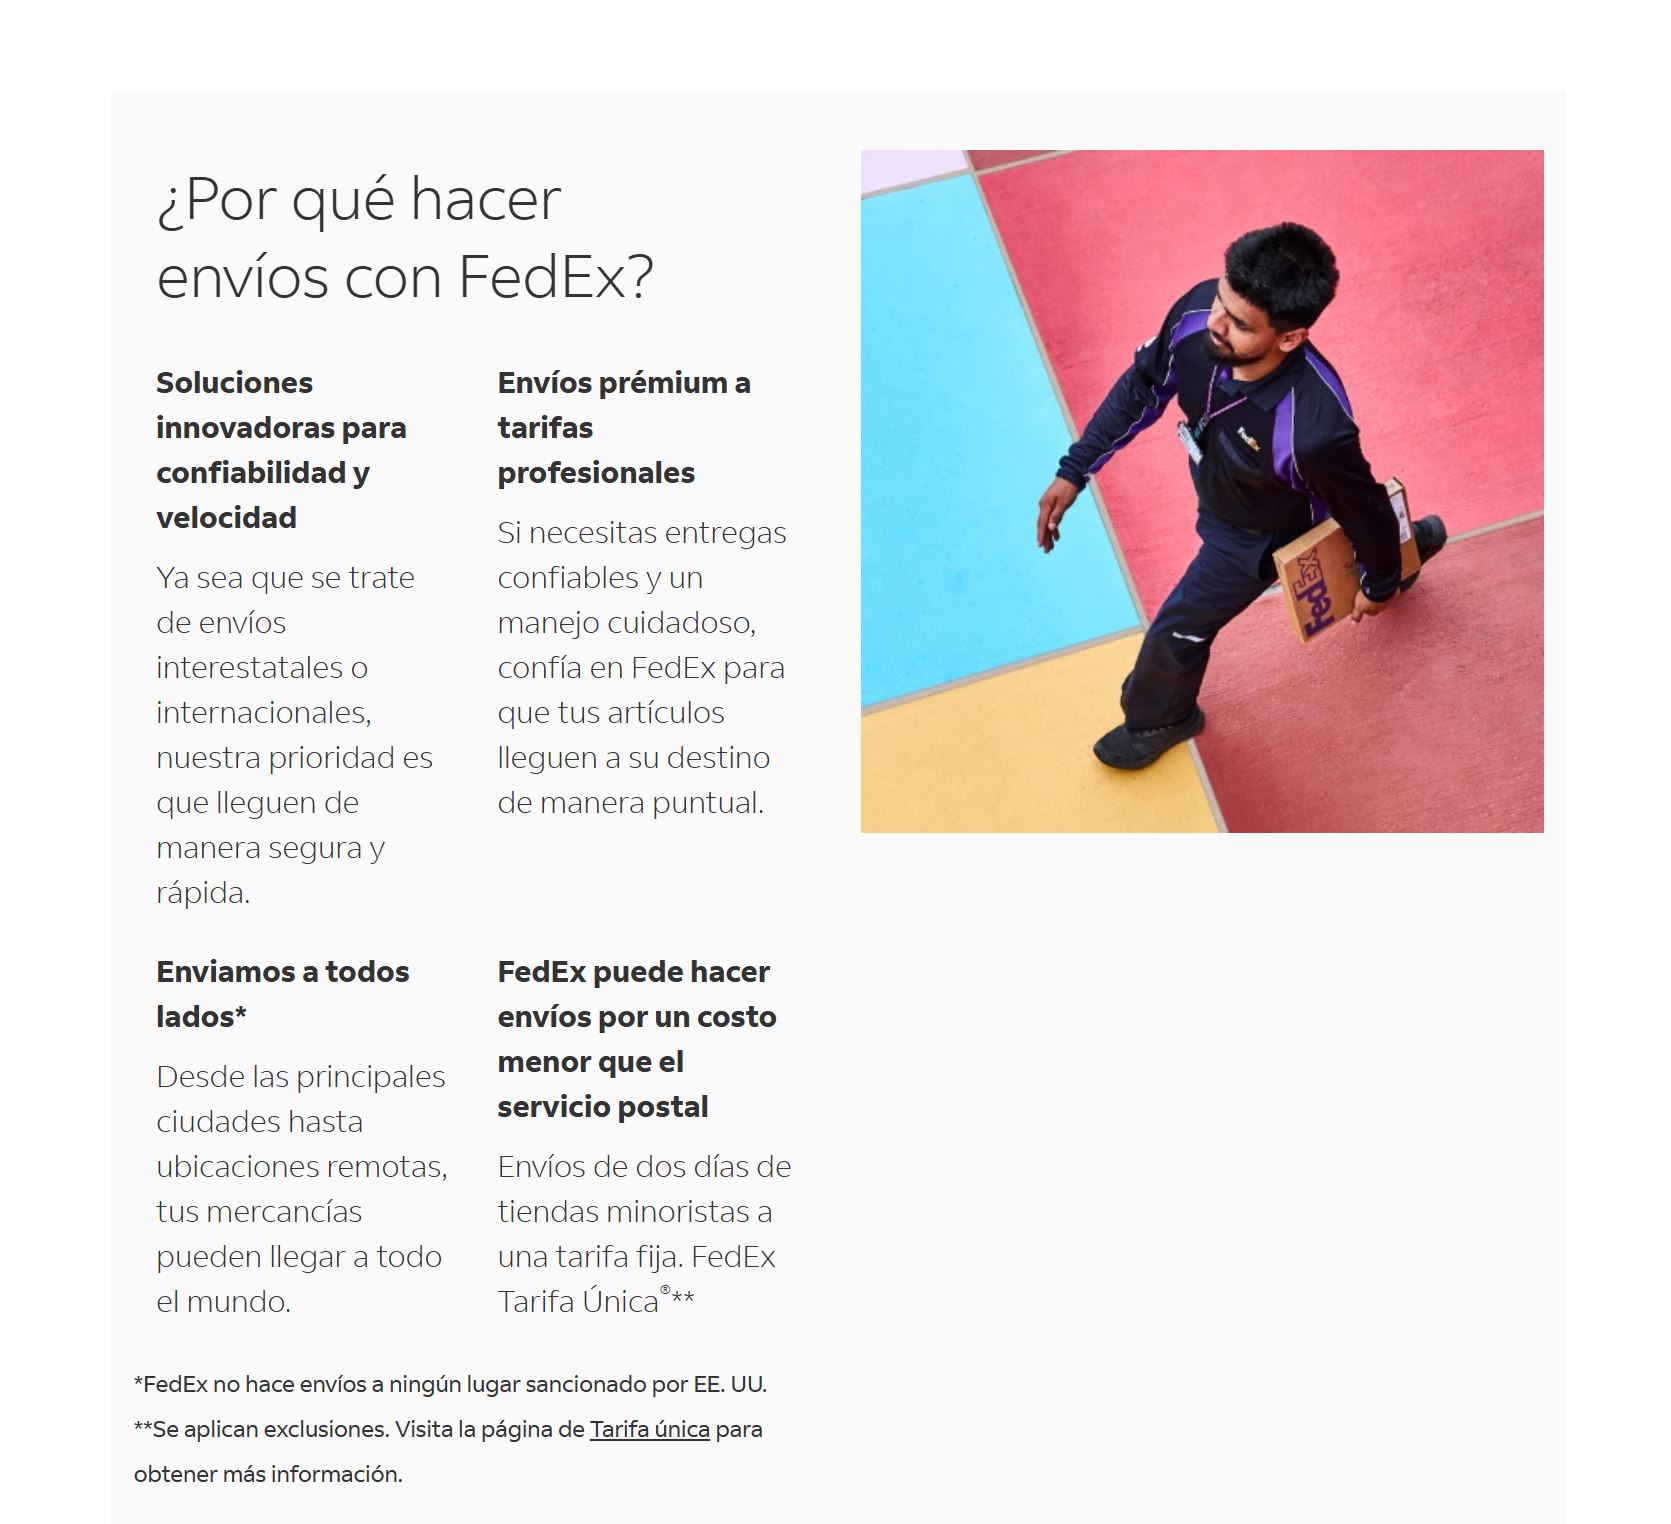 ¿Por qué hacer
envíos con FedEx?
Soluciones
innovadoras para
confiabilidad y
velocidad
Ya sea que se trate
de envíos
interestatales o
internacionales,
nuestra prioridad es
que lleguen de
manera segura y
rápida.
Envíos prémium a
tarifas
profesionales
Si necesitas entregas
confiables y un
manejo cuidadoso,
confía en FedEx para
que tus artículos
lleguen a su destino
de manera puntual.
Enviamos a todos
lados*
Desde las principales
ciudades hasta
ubicaciones remotas,
tus mercancías
pueden llegar a todo
el mundo.
FedEx puede hacer
envíos por un costo
menor que el
servicio postal
Envíos de dos días de
tiendas minoristas a
una tarifa fija. FedEx
Tarifa Única®**
*FedEx no hace envíos a ningún lugar sancionado por EE. UU.
**Se aplican exclusiones. Visita la página de Tarifa única para
obtener más información.
FedEx
FedEx